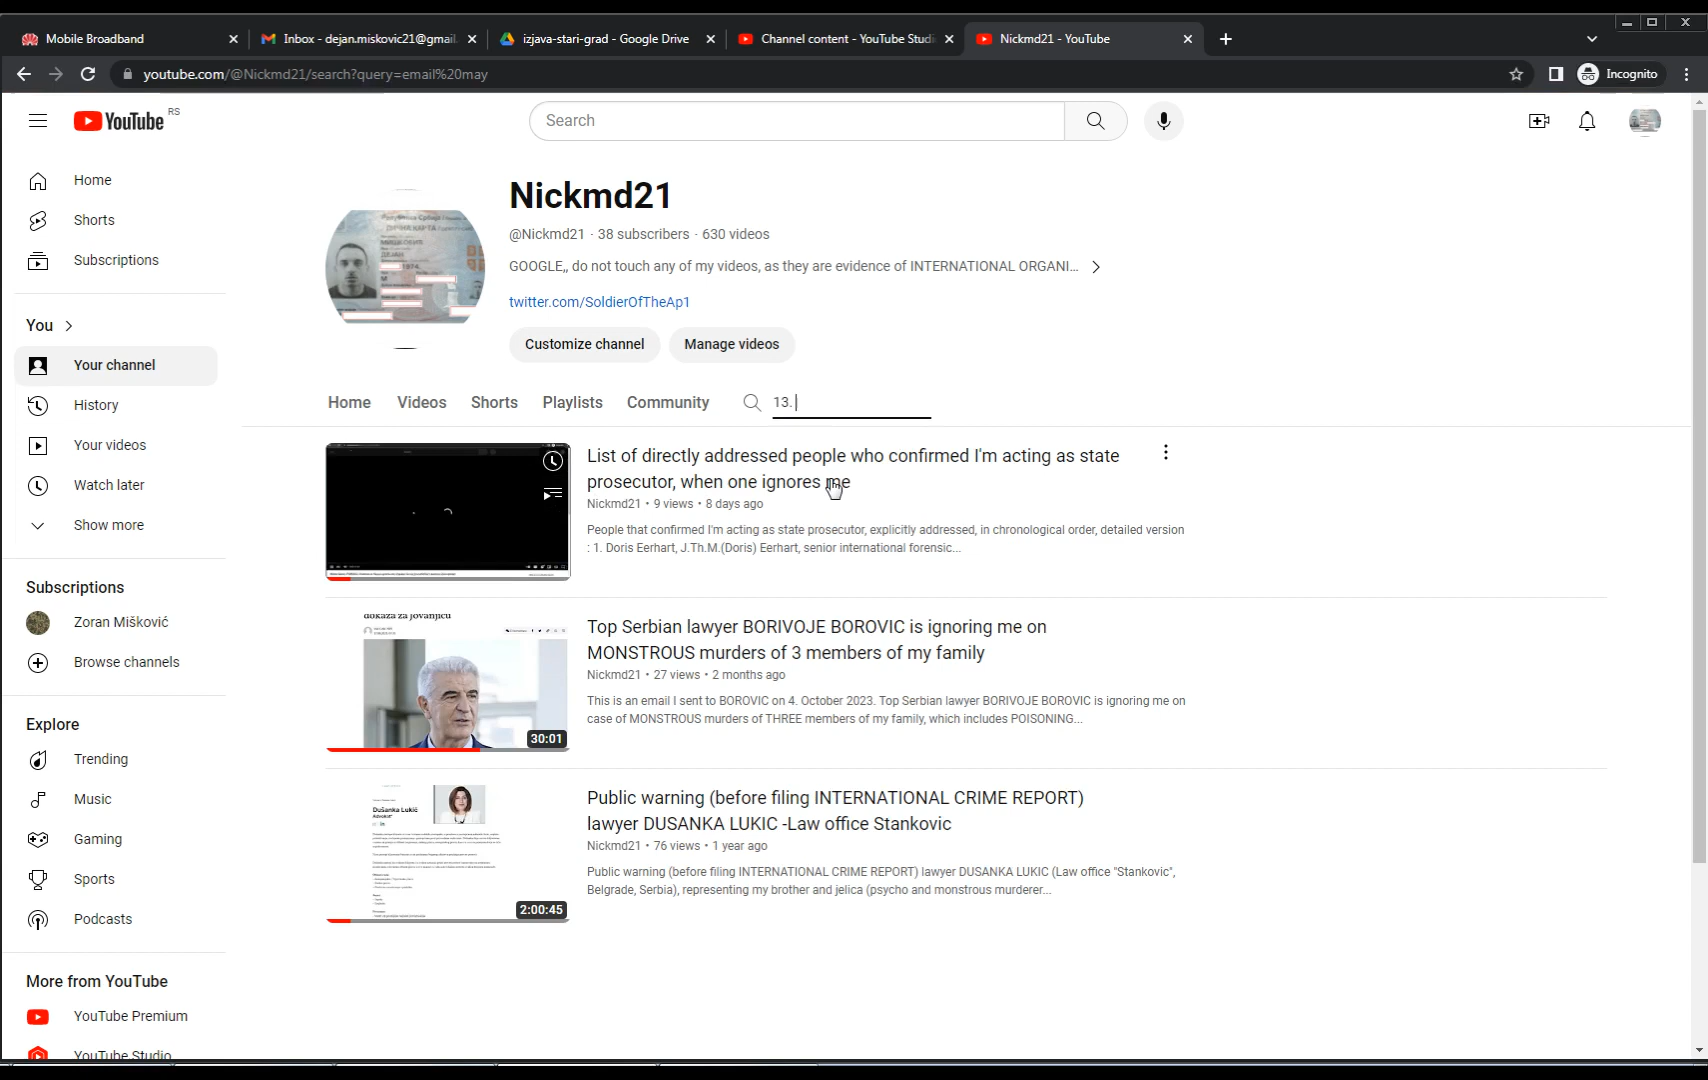 Mobile Broadband
Inbox - dejan.miskovic21@gmail.
izjava-stari-grad - Google Drive
Channel content - YouTube Studi
Nickmd21 - YouTube
youtube.com/@Nickmd21/search?query=email%20may
Incognito
YouTube RS
Search
Home
Shorts
Subscriptions
You
Your channel
History
Your videos
Watch later
Show more
Subscriptions
Zoran Mišković
Browse channels
Explore
Trending
Music
Gaming
Sports
Podcasts
More from YouTube
YouTube Premium
YouTube Studio
Nickmd21
@Nickmd21 · 38 subscribers · 630 videos
GOOGLE,, do not touch any of my videos, as they are evidence of INTERNATIONAL ORGANI...
twitter.com/SoldierOfTheAp1
Customize channel
Manage videos
Home
Videos
Shorts
Playlists
Community
13.
List of directly addressed people who confirmed I'm acting as state
prosecutor, when one ignores me
Nickmd21 • 9 views • 8 days ago
People that confirmed I'm acting as state prosecutor, explicitly addressed, in chronological order, detailed version
: 1. Doris Eerhart, J.Th.M.(Doris) Eerhart, senior international forensic...
dokaza za jovanjicu
30:01
Top Serbian lawyer BORIVOJE BOROVIC is ignoring me on
MONSTROUS murders of 3 members of my family
Nickmd21 • 27 views • 2 months ago
This is an email I sent to BOROVIC on 4. October 2023. Top Serbian lawyer BORIVOJE BOROVIC is ignoring me on
case of MONSTROUS murders of THREE members of my family, which includes POISONING...
Dušanka Lukić
Advokat
2:00:45
Public warning (before filing INTERNATIONAL CRIME REPORT)
lawyer DUSANKA LUKIC -Law office Stankovic
Nickmd21 • 76 views • 1 year ago
Public warning (before filing INTERNATIONAL CRIME REPORT) lawyer DUSANKA LUKIC (Law office "Stankovic",
Belgrade, Serbia), representing my brother and jelica (psycho and monstrous murderer...